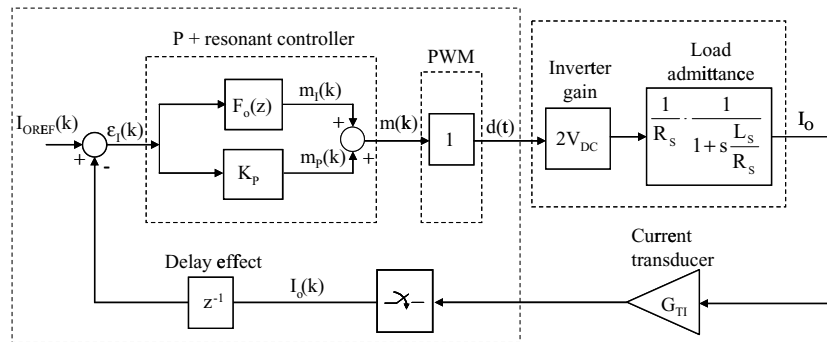 P + resonant controller
PWM
Inverter
gain
Load
admittance
I_OREF(k)
+
-
ε_I(k)
F_o(z)
m_I(k)
K_P
m_P(k)
+
+
m(k)
1
d(t)
2V_DC
1
R_S
·
1
1+s
L_S
R_S
I_O
Delay effect
z⁻¹
I_o(k)
Current
transducer
G_TI